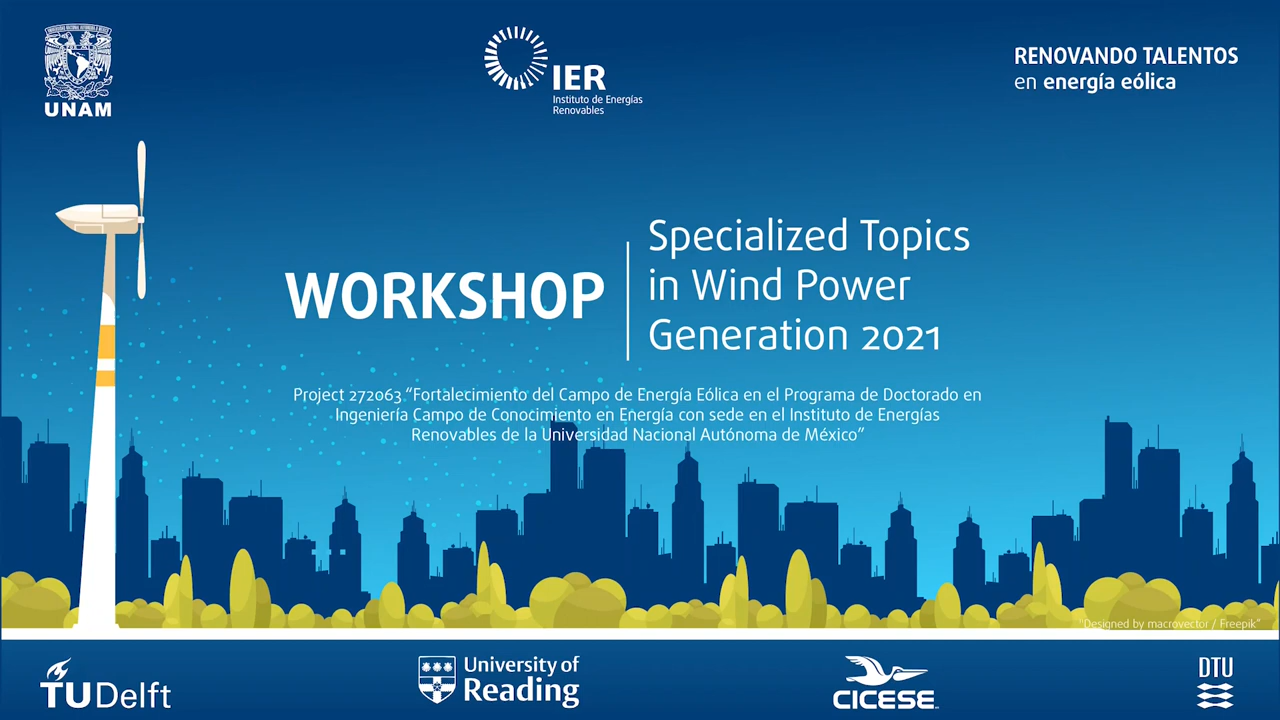 UNAM
IER
Instituto de Energías
Renovables
RENOVANDO TALENTOS
en energía eólica
WORKSHOP
Specialized Topics
in Wind Power
Generation 2021
Project 272063 “Fortalecimiento del Campo de Energía Eólica en el Programa de Doctorado en
Ingeniería Campo de Conocimiento en Energía con sede en el Instituto de Energías
Renovables de la Universidad Nacional Autónoma de México”
"Designed by macrovector / Freepik"
TU Delft
University of
Reading
CICESE
DTU